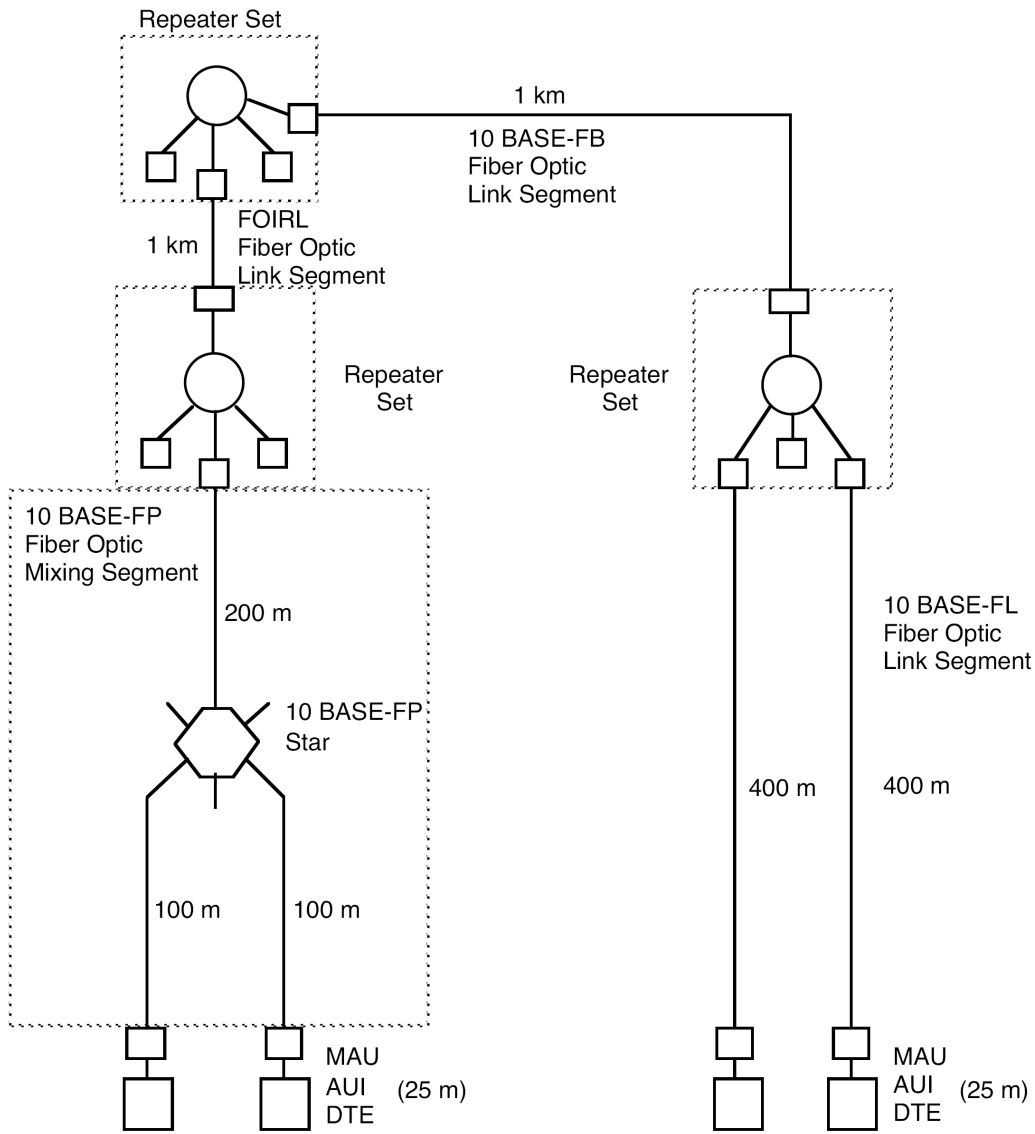 Repeater Set
1 km
10 BASE-FB
Fiber Optic
Link Segment
FOIRL
Fiber Optic
Link Segment
1 km
Repeater
Set
Repeater
Set
10 BASE-FP
Fiber Optic
Mixing Segment
200 m
10 BASE-FL
Fiber Optic
Link Segment
10 BASE-FP
Star
400 m
400 m
100 m
100 m
MAU
AUI
DTE
(25 m)
MAU
AUI
DTE
(25 m)